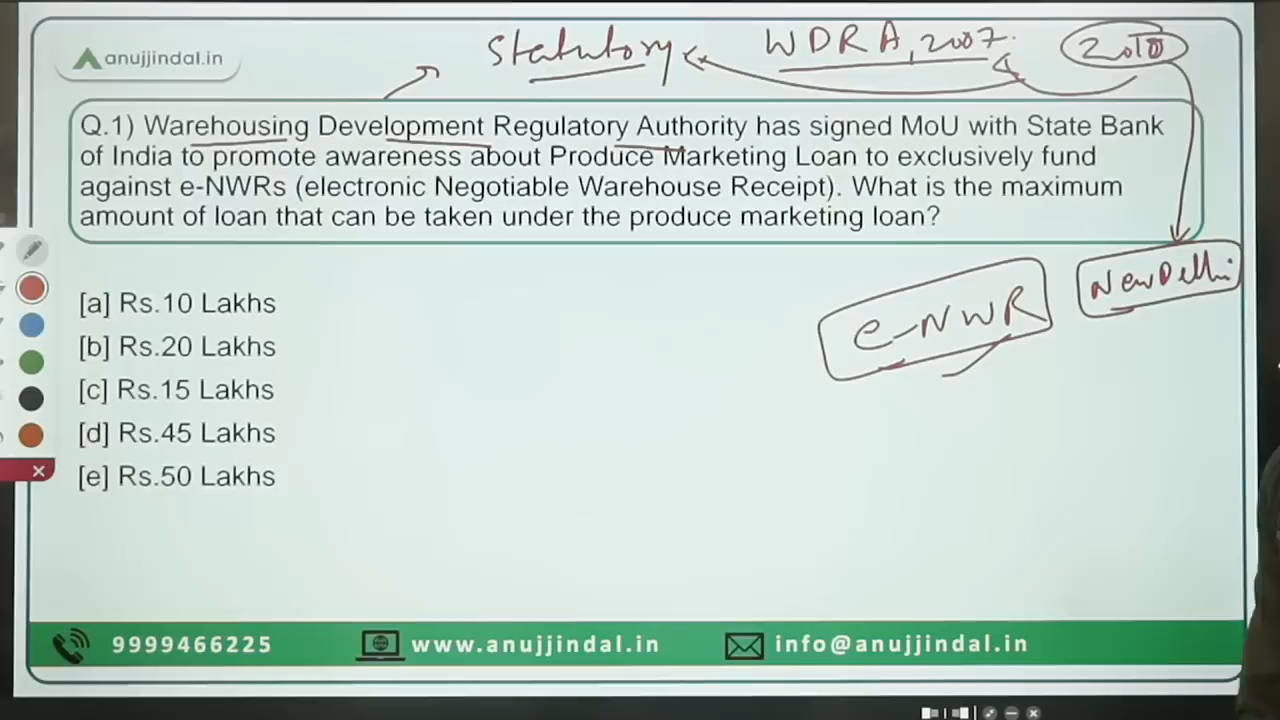 anujjindal.in
Statutory WDRA, 2007. 2010
Q.1) Warehousing Development Regulatory Authority has signed MoU with State Bank
of India to promote awareness about Produce Marketing Loan to exclusively fund
against e-NWRs (electronic Negotiable Warehouse Receipt). What is the maximum
amount of loan that can be taken under the produce marketing loan?
New Delhi
e-NWR
[a] Rs.10 Lakhs
[b] Rs.20 Lakhs
[c] Rs.15 Lakhs
[d] Rs.45 Lakhs
[e] Rs.50 Lakhs
9999466225 www.anujjindal.in info@anujjindal.in